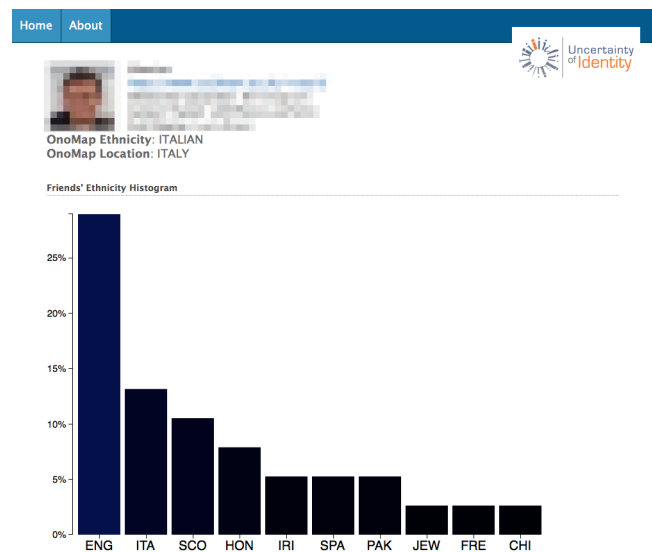 Home About
Uncertainty
of Identity
OnoMap Ethnicity: ITALIAN
OnoMap Location: ITALY
Friends' Ethnicity Histogram
25%
20%
15%
10%
5%
0%
ENG ITA SCO HON IRI SPA PAK JEW FRE CHI